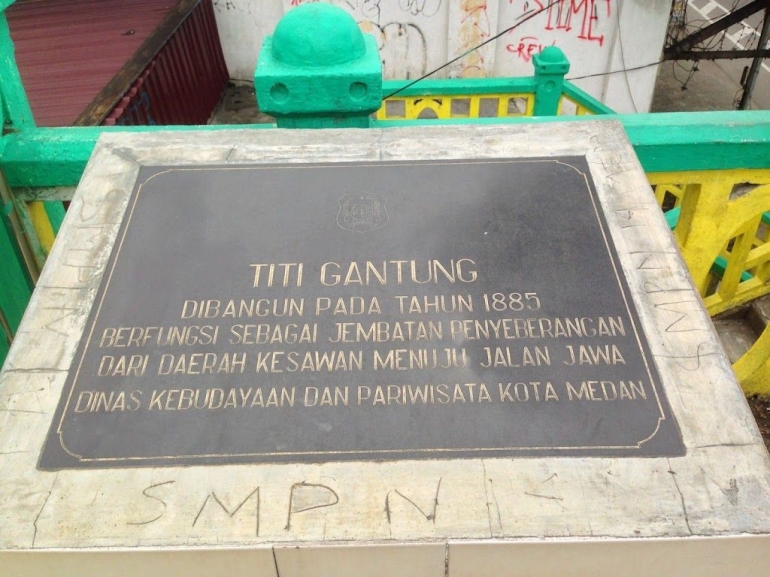 TITI GANTUNG
DIBANGUN PADA TAHUN 1885
BERFUNGSI SEBAGAI JEMBATAN PENYEBERANGAN
DARI DAERAH KESAWAN MENUJU JALAN JAWA
DINAS KEBUDAYAAN DAN PARIWISATA KOTA MEDAN
SMPN